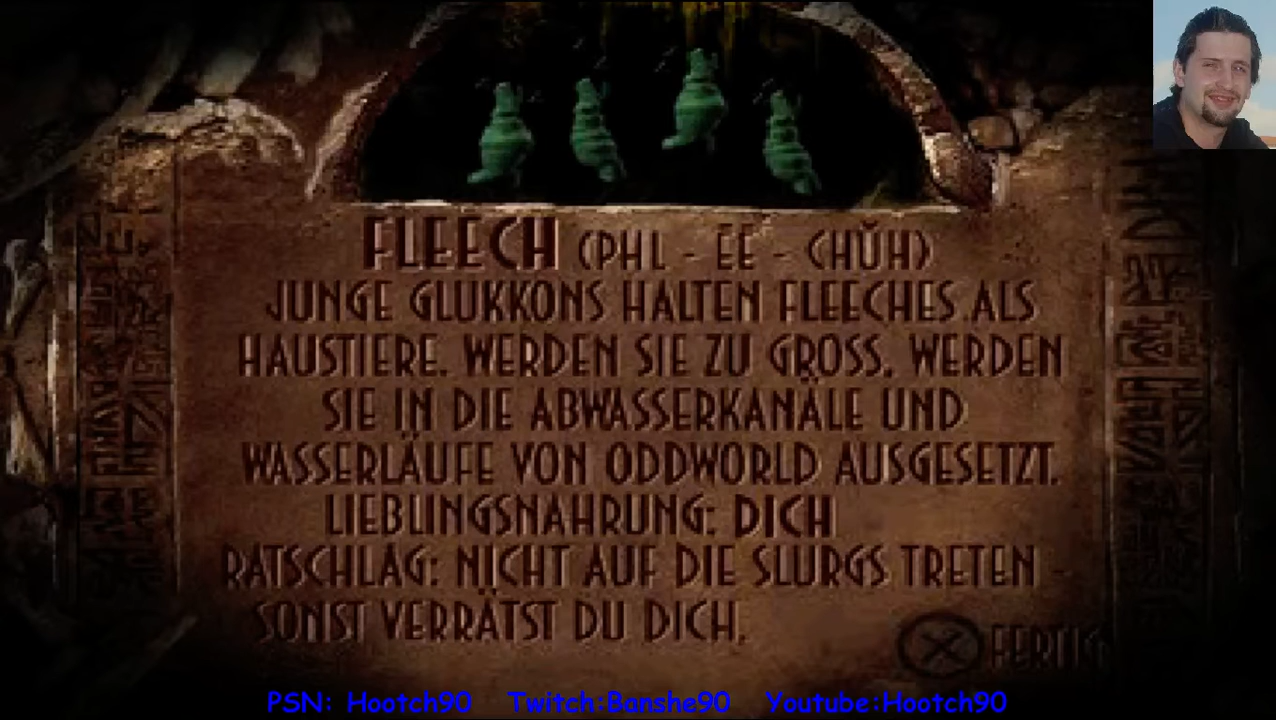 FLEECH (PHL - EE - CHŬH)
JUNGE GLUKKONS HALTEN FLEECHES ALS
HAUSTIERE. WERDEN SIE ZU GROSS, WERDEN
SIE IN DIE ABWASSERKANÄLE UND
WASSERLÄUFE VON ODDWORLD AUSGESETZT.
LIEBLINGSNAHRUNG: DICH
RATSCHLAG: NICHT AUF DIE SLURGS TRETEN -
SONST VERRÄTST DU DICH.
FERTIG
PSN: Hootch90 Twitch:Banshe90 Youtube:Hootch90